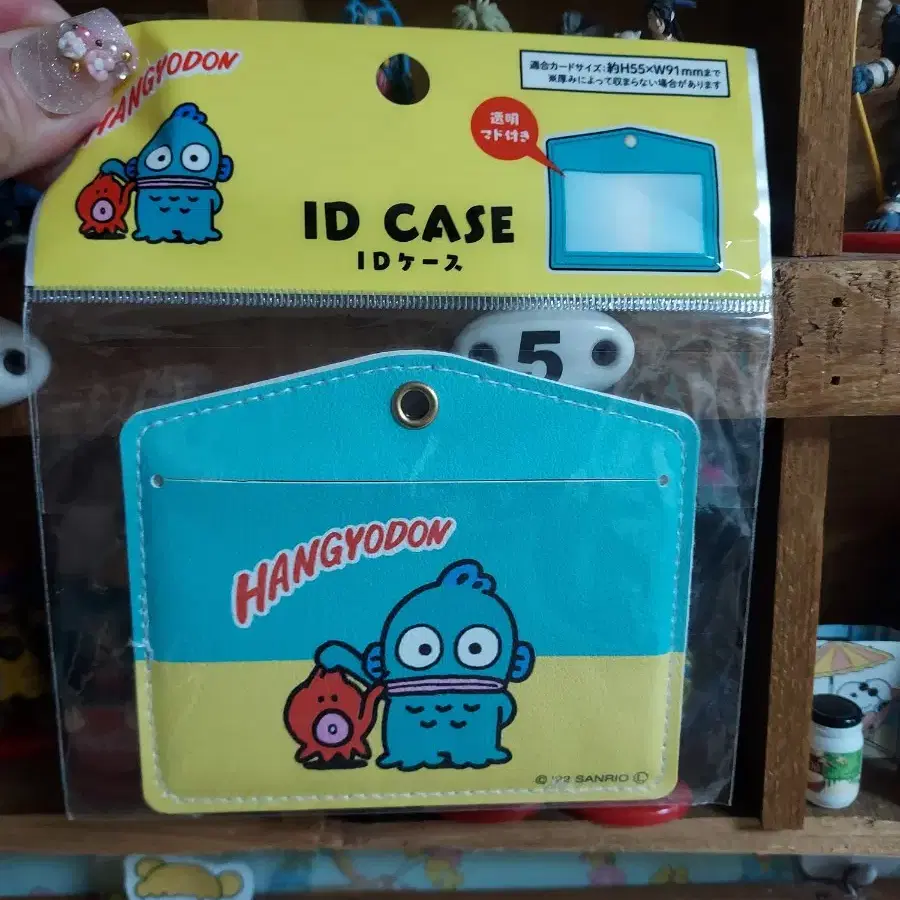 HANGYODON
適合カードサイズ:約H55×W91mmまで
※厚みによって収まらない場合があります
透明
マド付き
ID CASE
IDケース
5
HANGYODON
© '22 SANRIO Ⓛ